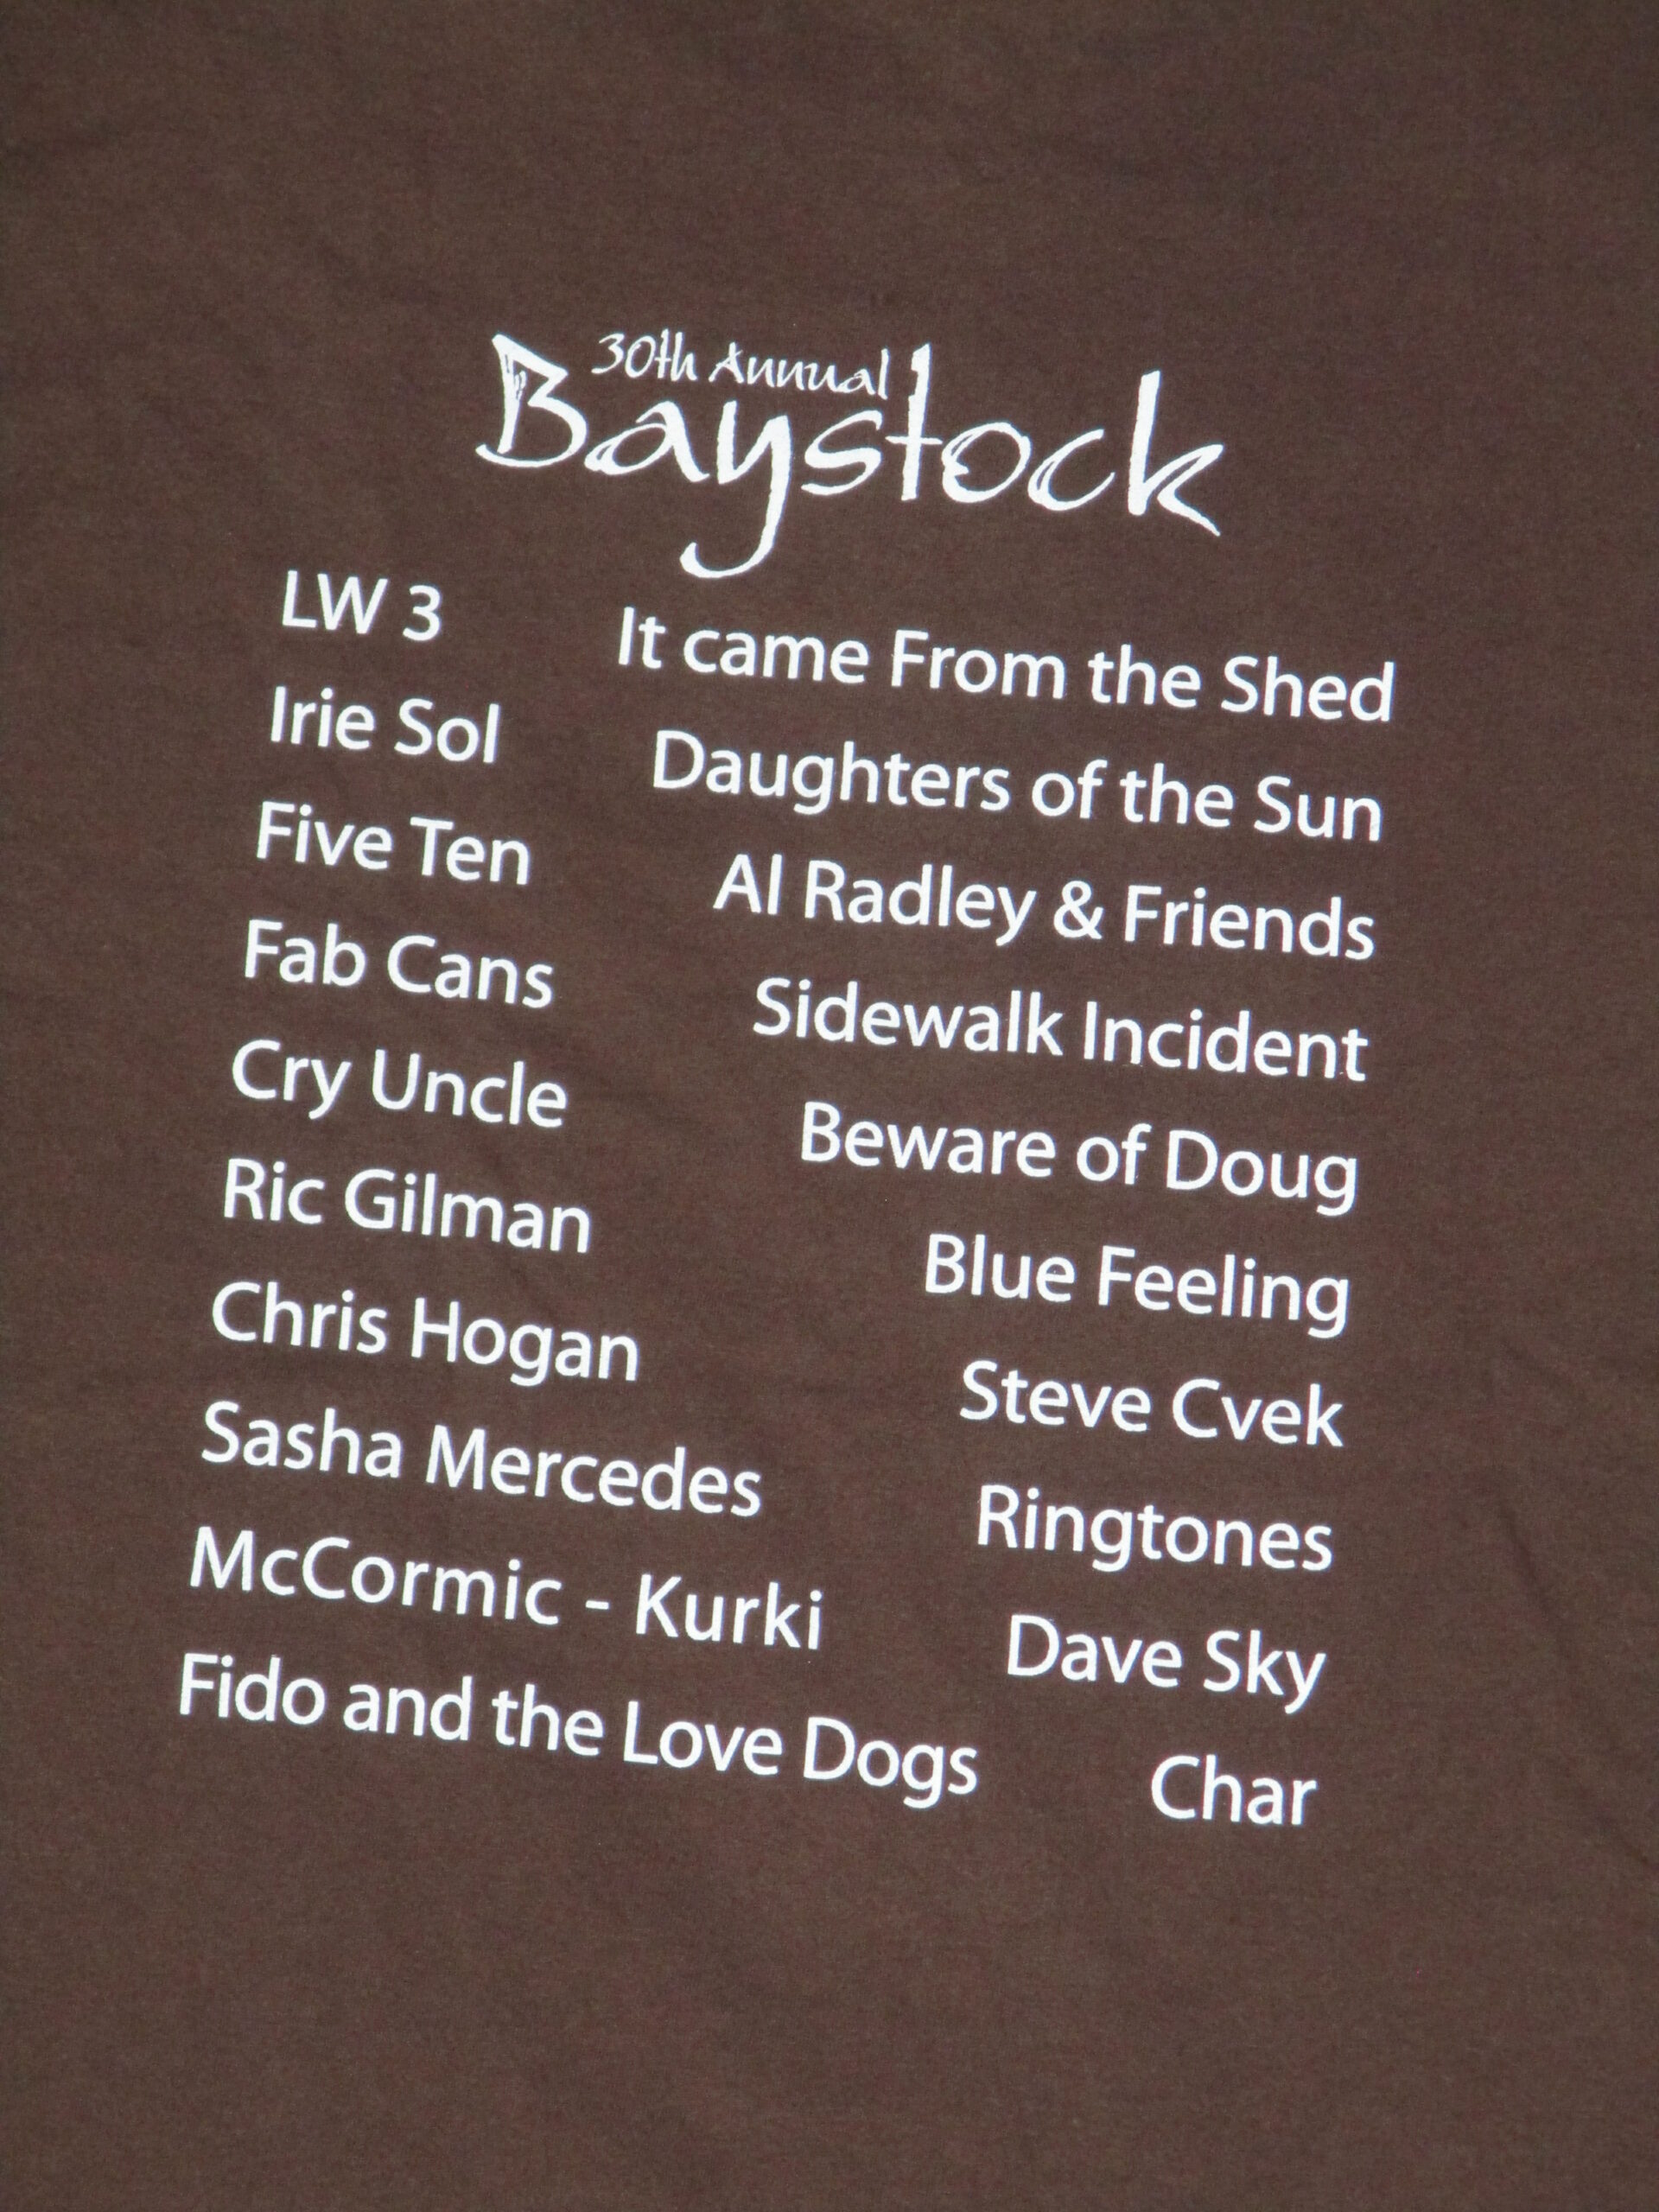 30th Annual
Baystock
LW 3 It came From the Shed
Irie Sol Daughters of the Sun
Five Ten Al Radley & Friends
Fab Cans Sidewalk Incident
Cry Uncle Beware of Doug
Ric Gilman Blue Feeling
Chris Hogan Steve Cvek
Sasha Mercedes Ringtones
McCormic - Kurki Dave Sky
Fido and the Love Dogs Char